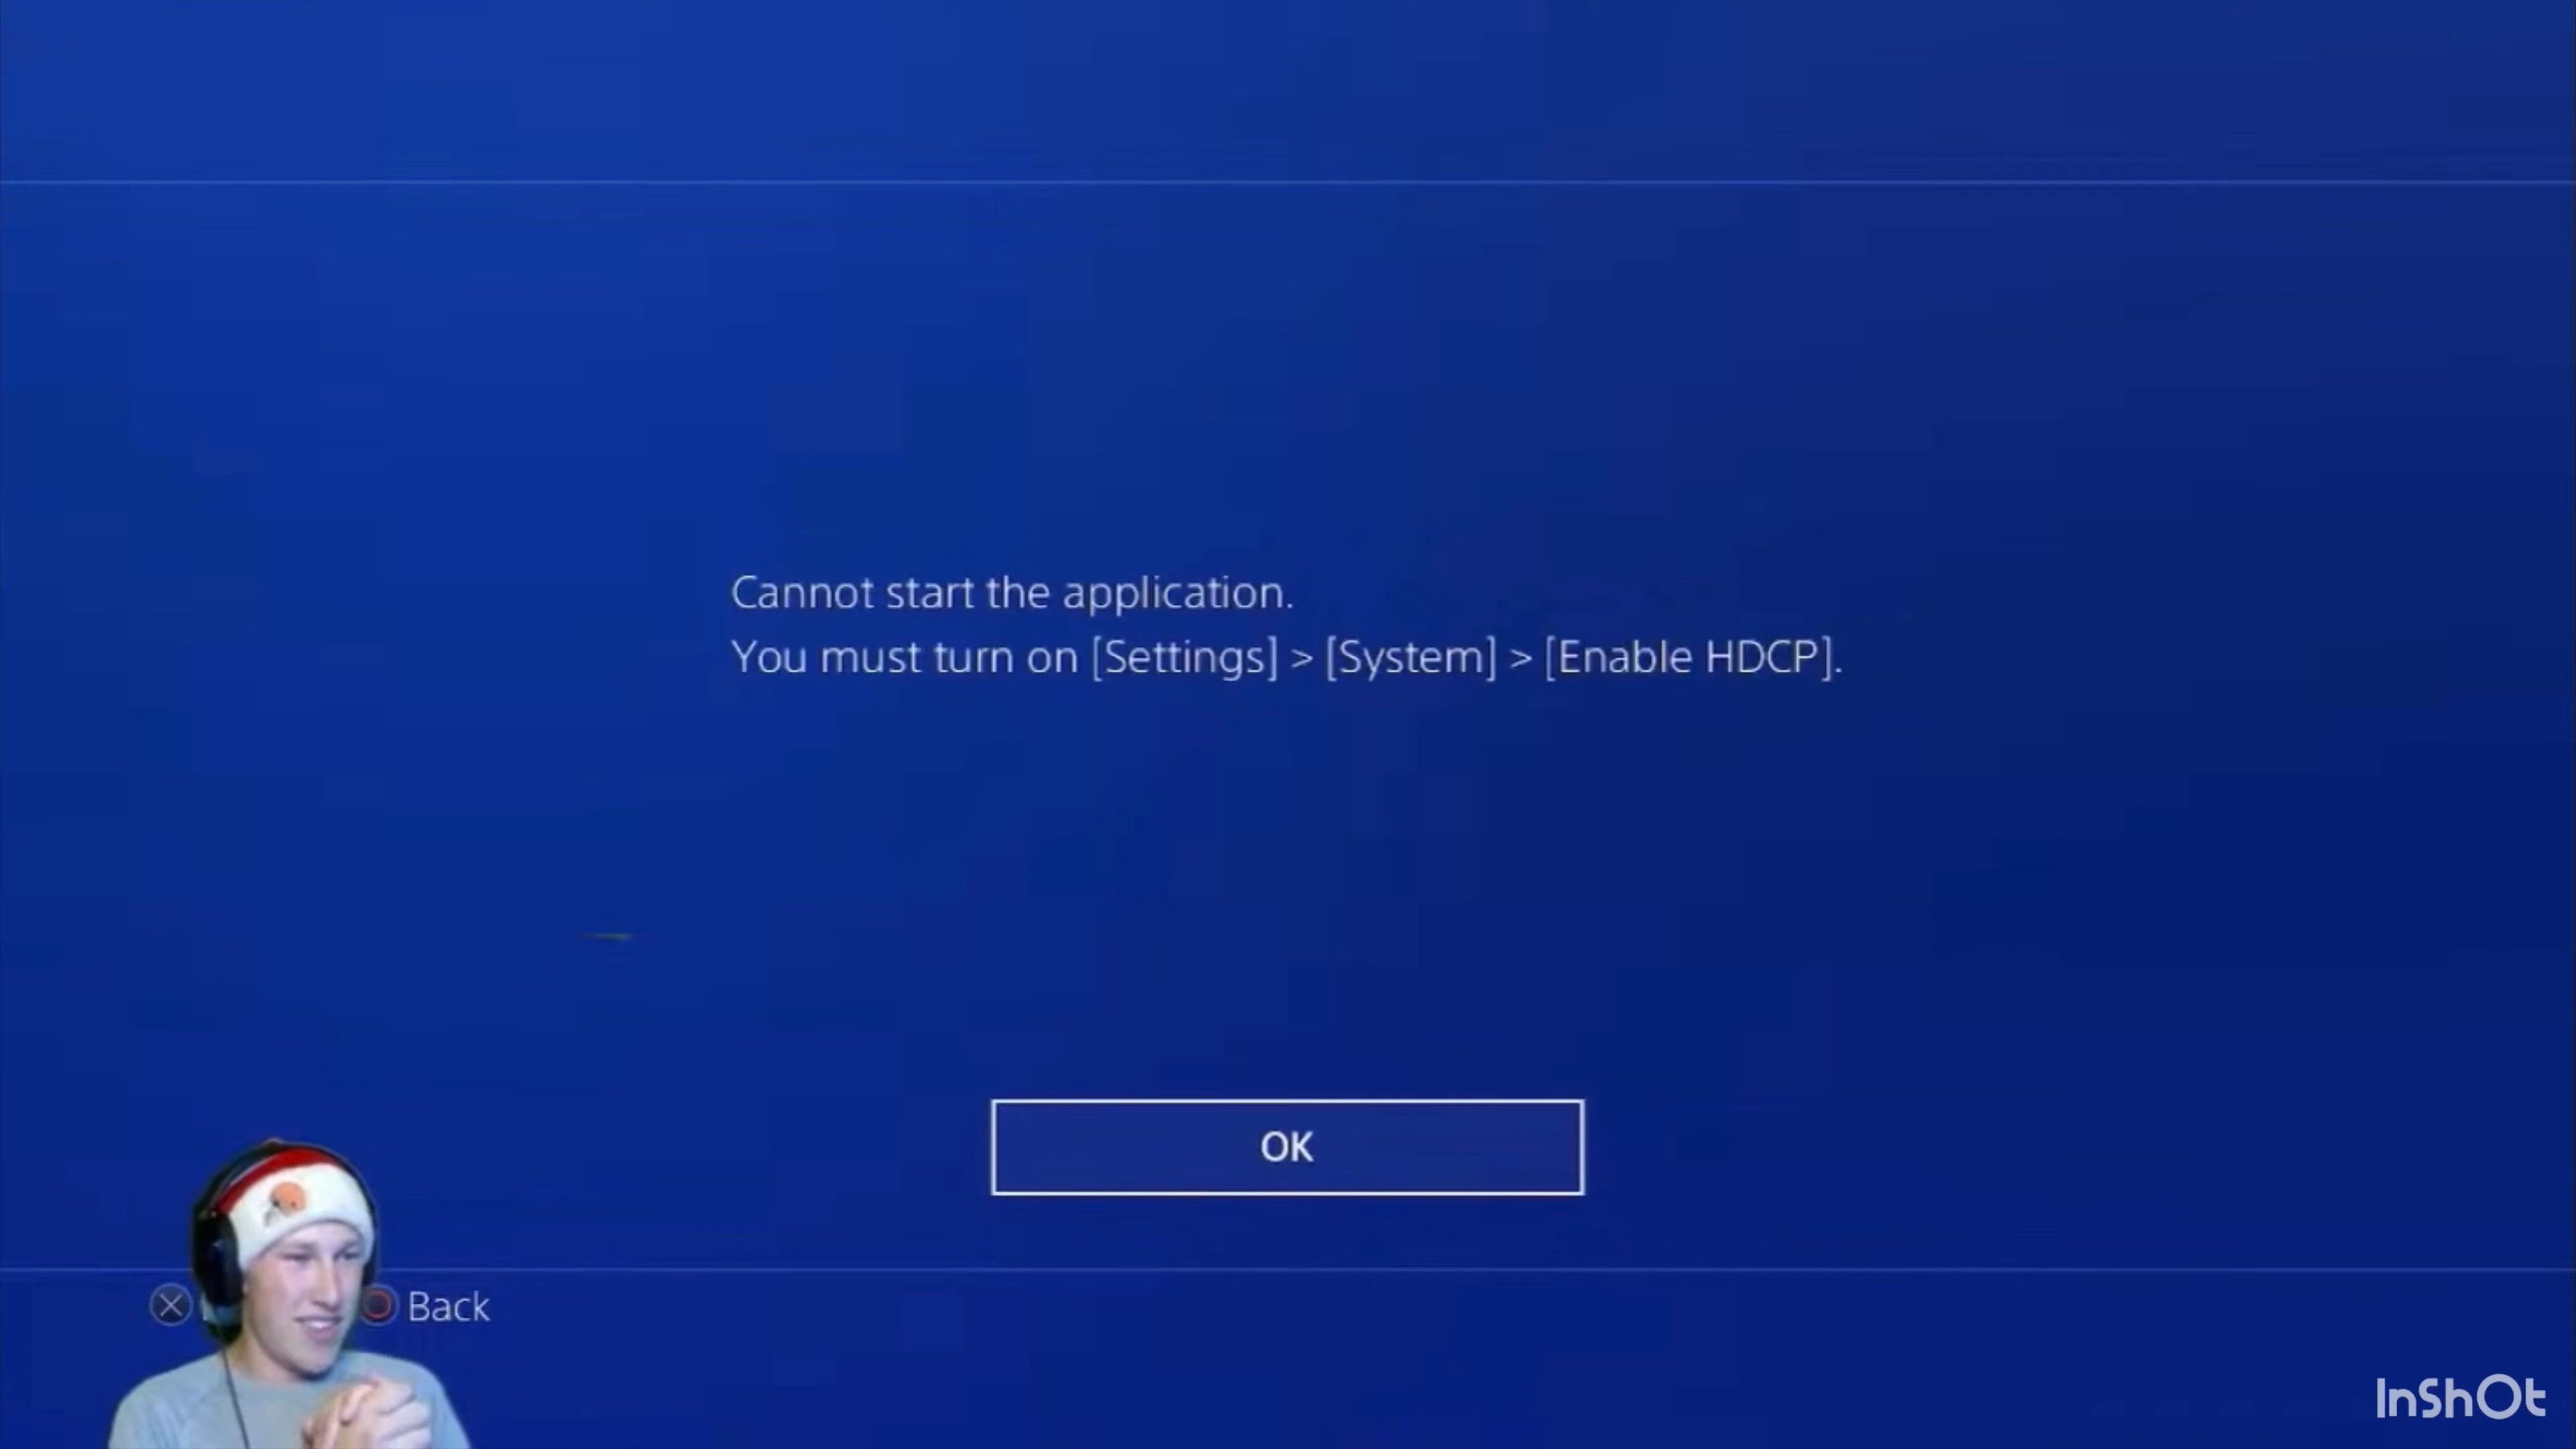 Cannot start the application.
You must turn on [Settings] > [System] > [Enable HDCP].
OK
Back
InShOt